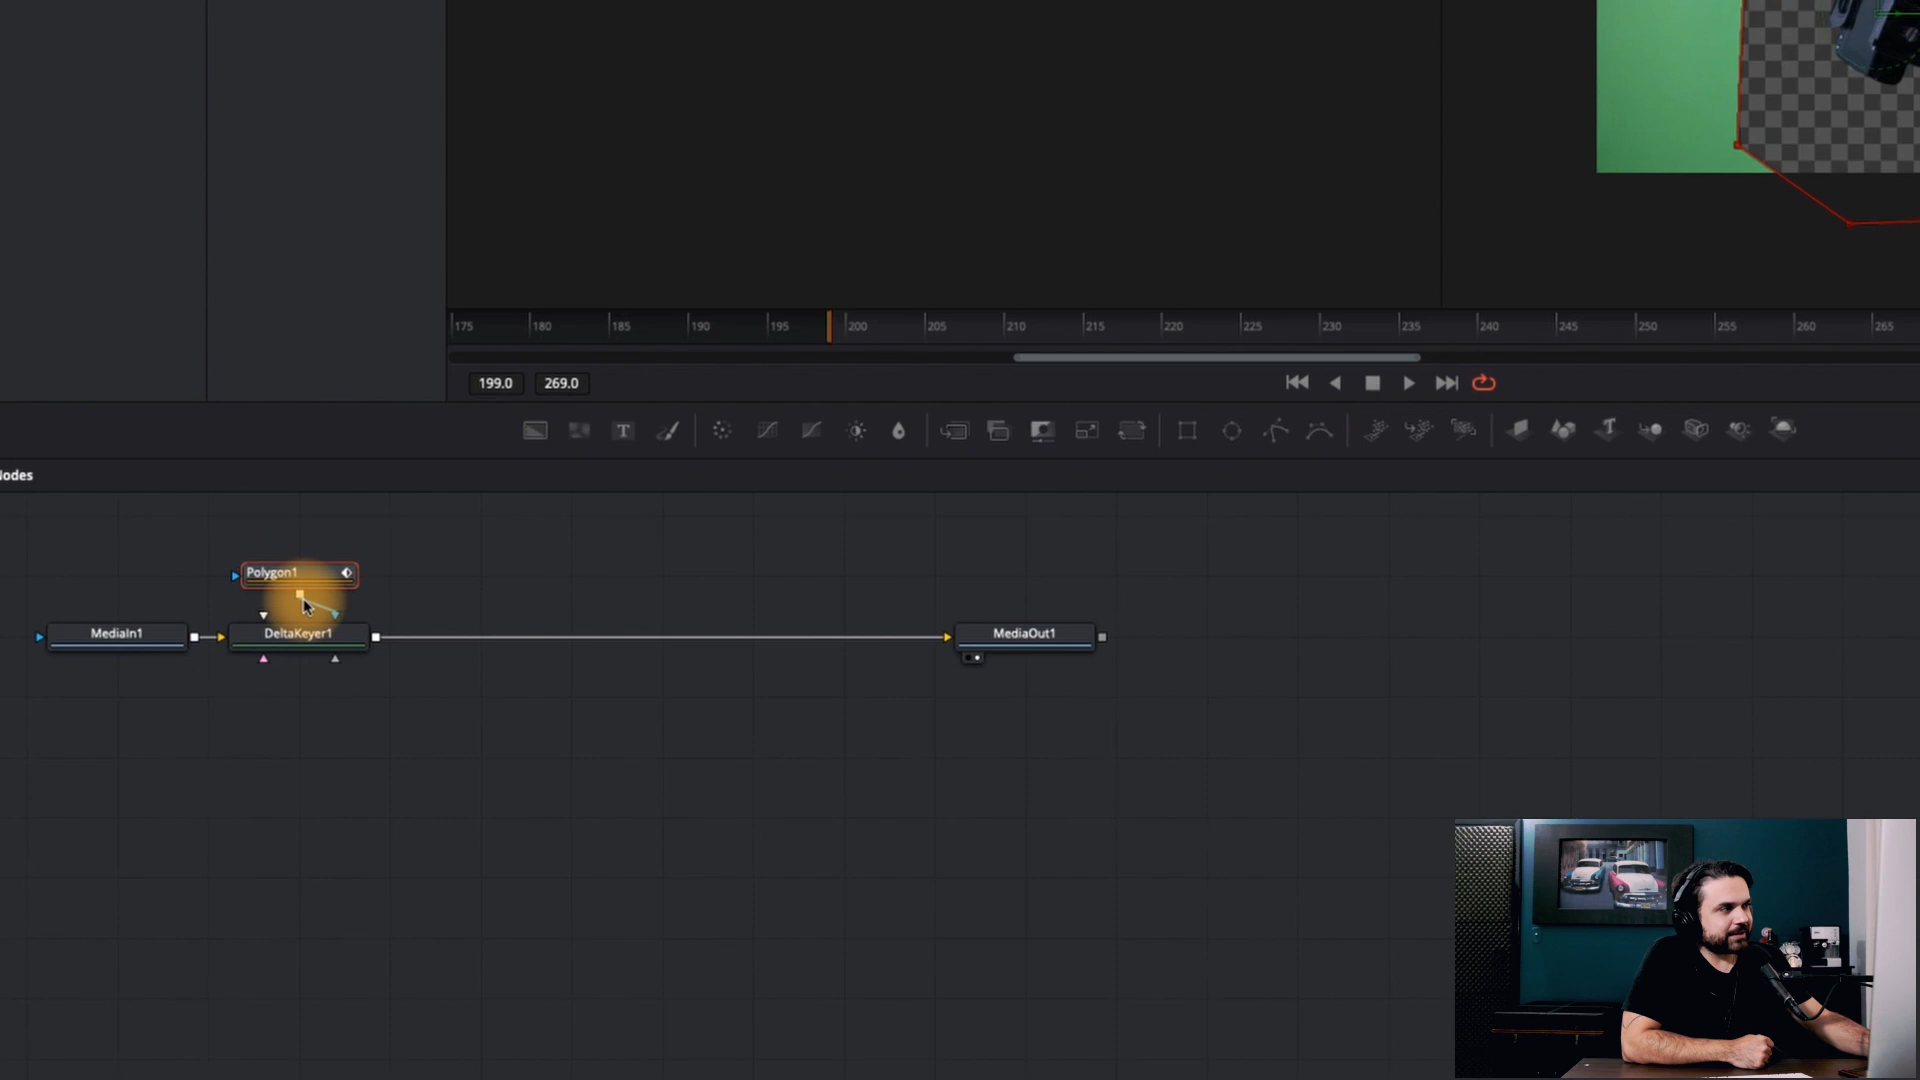 175 180 185 190 195 200 205 210 215 220 225 230 235 240 245 250 255 260 265
199.0 269.0
T
Nodes
Polygon1
MediaIn1 DeltaKeyer1 MediaOut1